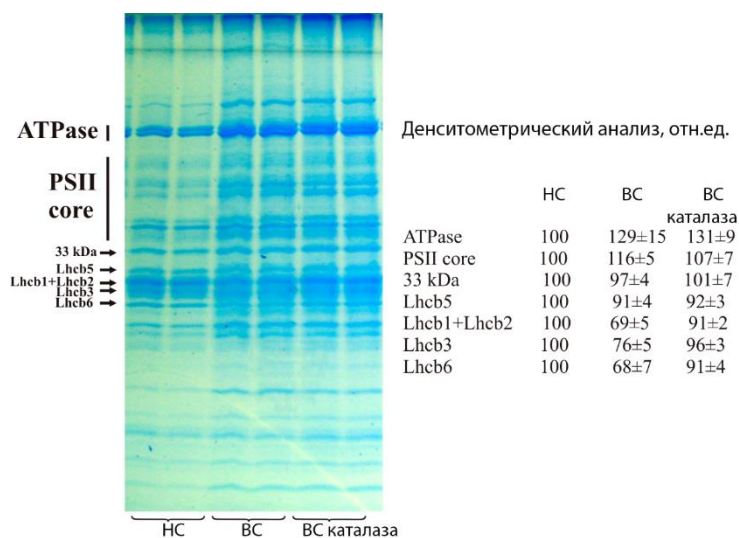 ATPase
PSII
core
33 kDa
Lhcb5
Lhcb1+Lhcb2
Lhcb3
Lhcb6
НС
ВС
ВС каталаза
Денситометрический анализ, отн.ед.
НС ВС ВС
каталаза
ATPase 100 129±15 131±9
PSII core 100 116±5 107±7
33 kDa 100 97±4 101±7
Lhcb5 100 91±4 92±3
Lhcb1+Lhcb2 100 69±5 91±2
Lhcb3 100 76±5 96±3
Lhcb6 100 68±7 91±4